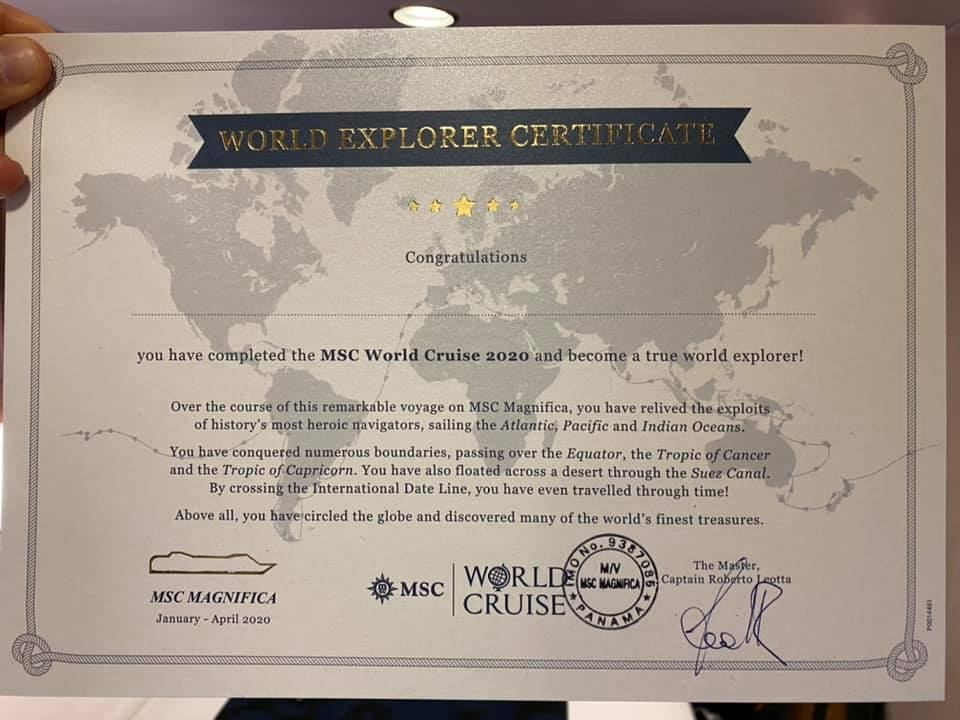 WORLD EXPLORER CERTIFICATE
Congratulations
you have completed the MSC World Cruise 2020 and become a true world explorer!
Over the course of this remarkable voyage on MSC Magnifica, you have relived the exploits
of history's most heroic navigators, sailing the Atlantic, Pacific and Indian Oceans.
You have conquered numerous boundaries, passing over the Equator, the Tropic of Cancer
and the Tropic of Capricorn. You have also floated across a desert through the Suez Canal.
By crossing the International Date Line, you have even travelled through time!
Above all, you have circled the globe and discovered many of the world's finest treasures.
MSC MAGNIFICA
January - April 2020
MSC
WORLD
CRUISE
IMO No. 9387085
M/V
MSC MAGNIFICA
PANAMA
The Master,
Captain Roberto Leotta
P0014461